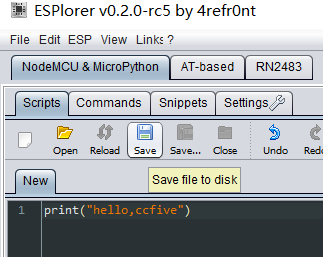 ESPlorer v0.2.0-rc5 by 4refr0nt
File Edit ESP View Links ?
NodeMCU & MicroPython AT-based RN2483
Scripts Commands Snippets Settings
Open Reload Save Save... Close Undo
Save file to disk
New
1 print("hello,ccfive")